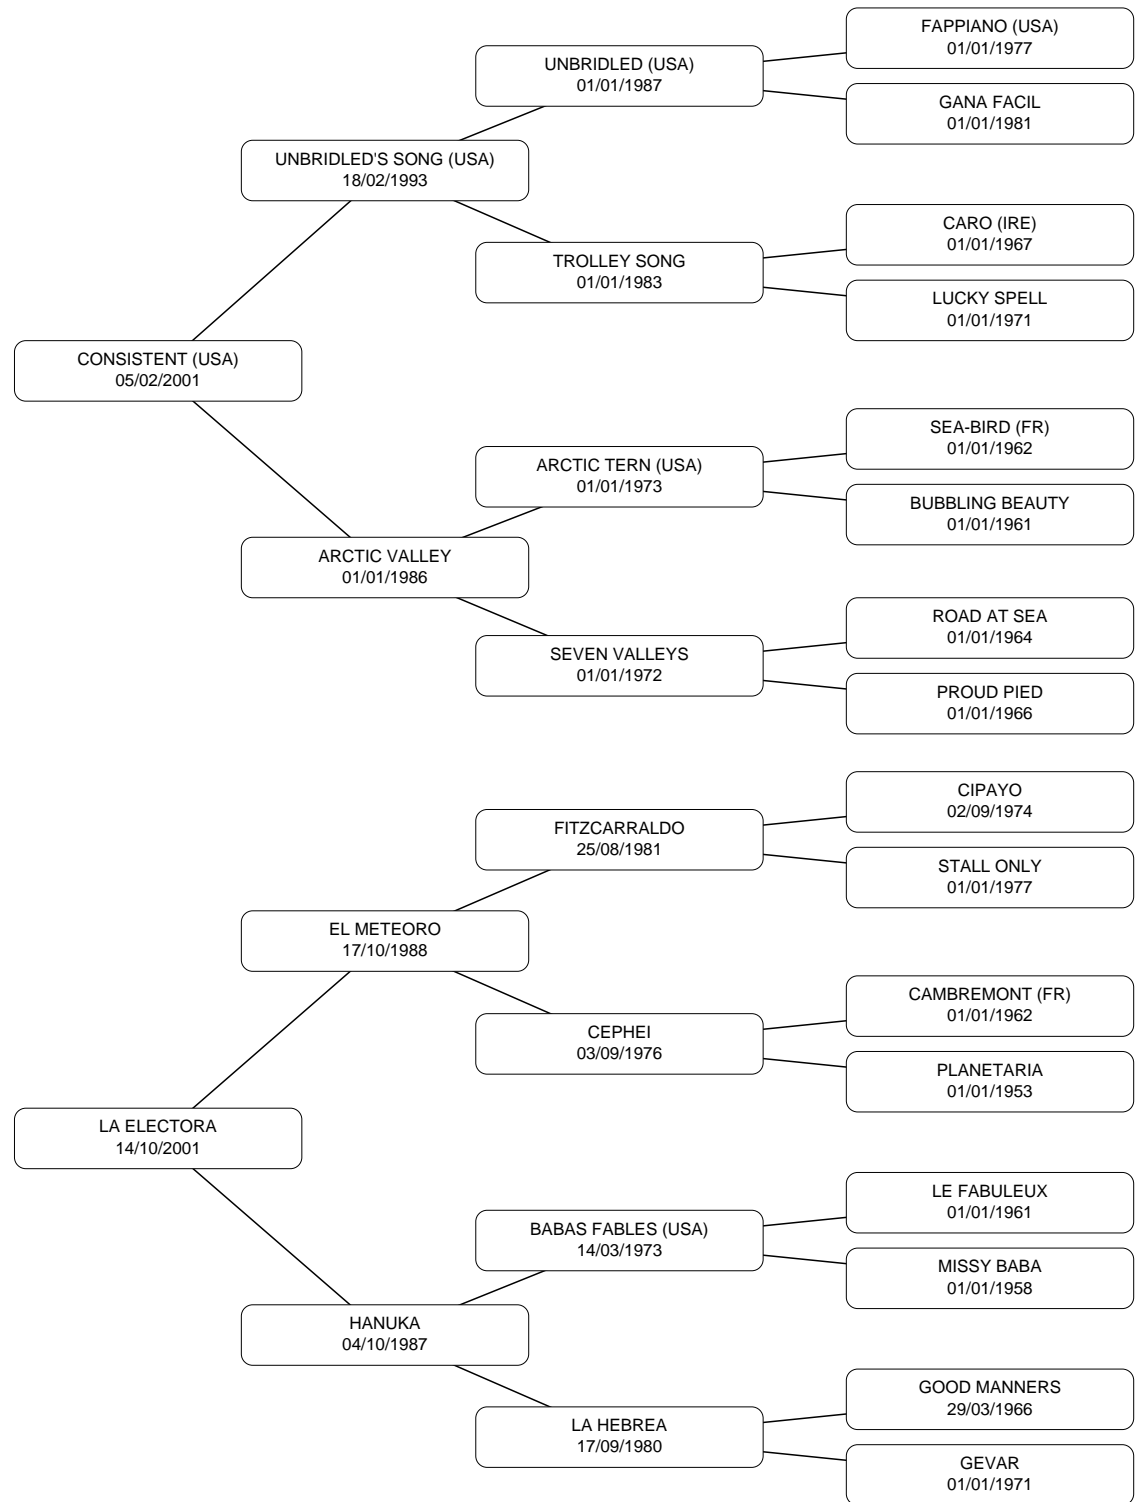 FAPPIANO (USA)
01/01/1977
UNBRIDLED (USA)
01/01/1987
GANA FACIL
01/01/1981
UNBRIDLED'S SONG (USA)
18/02/1993
CARO (IRE)
01/01/1967
TROLLEY SONG
01/01/1983
LUCKY SPELL
01/01/1971
CONSISTENT (USA)
05/02/2001
SEA-BIRD (FR)
01/01/1962
ARCTIC TERN (USA)
01/01/1973
BUBBLING BEAUTY
01/01/1961
ARCTIC VALLEY
01/01/1986
ROAD AT SEA
01/01/1964
SEVEN VALLEYS
01/01/1972
PROUD PIED
01/01/1966
CIPAYO
02/09/1974
FITZCARRALDO
25/08/1981
STALL ONLY
01/01/1977
EL METEORO
17/10/1988
CAMBREMONT (FR)
01/01/1962
CEPHEI
03/09/1976
PLANETARIA
01/01/1953
LA ELECTORA
14/10/2001
LE FABULEUX
01/01/1961
BABAS FABLES (USA)
14/03/1973
MISSY BABA
01/01/1958
HANUKA
04/10/1987
GOOD MANNERS
29/03/1966
LA HEBREA
17/09/1980
GEVAR
01/01/1971